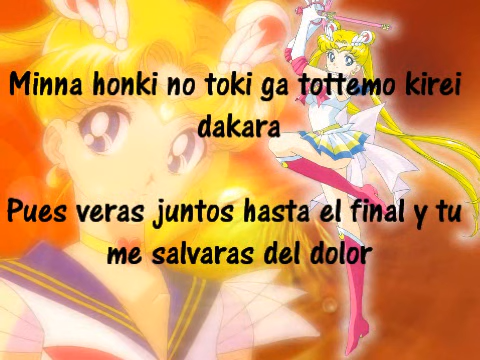 Minna honki no toki ga tottemo kirei
dakara
Pues veras juntos hasta el final y tu
me salvaras del dolor